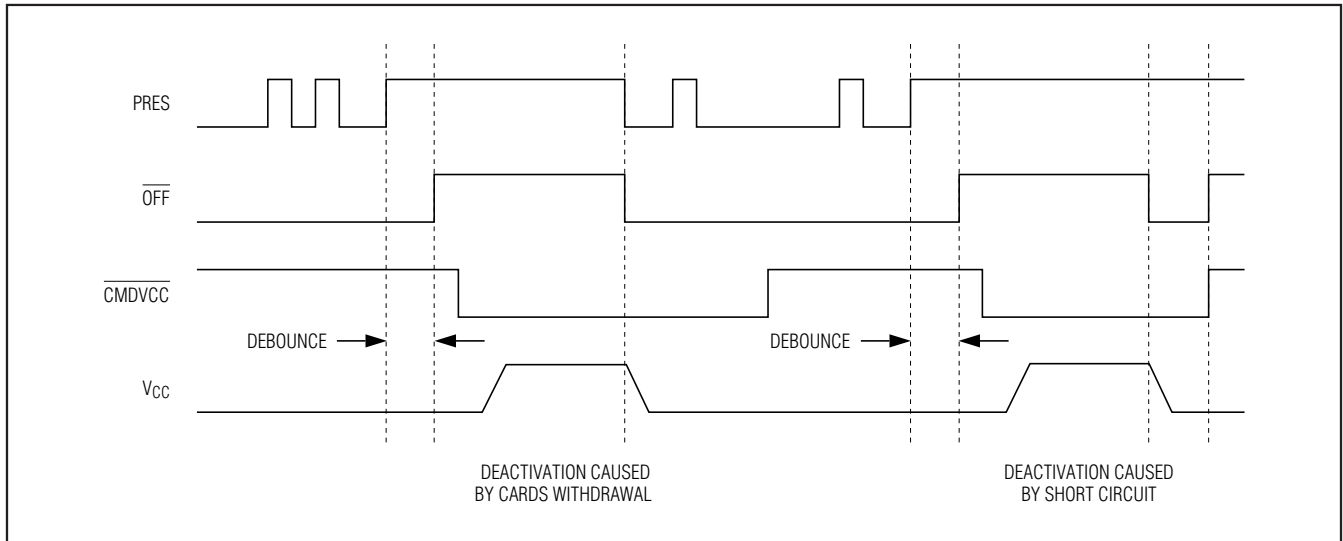 PRES
OFF
CMDVCC
DEBOUNCE
DEBOUNCE
VCC
DEACTIVATION CAUSED
BY CARDS WITHDRAWAL
DEACTIVATION CAUSED
BY SHORT CIRCUIT